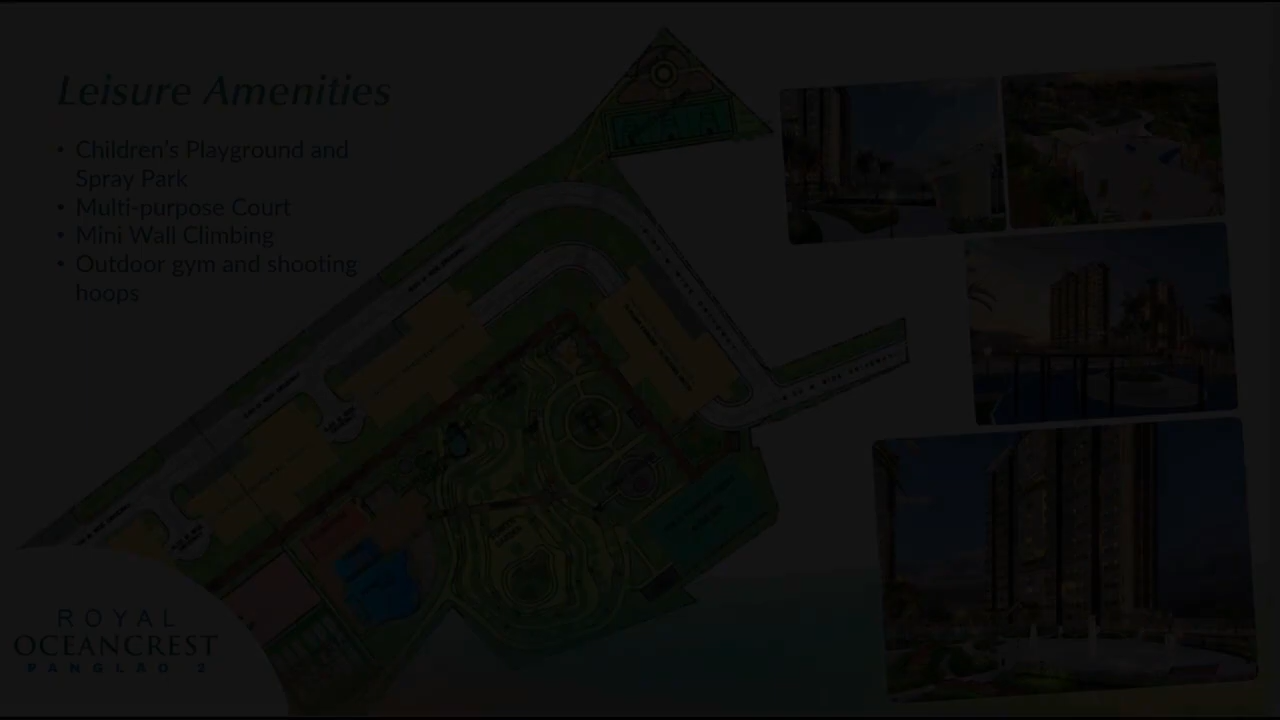 Leisure Amenities
• Children's Playground and
Spray Park
• Multi-purpose Court
• Mini Wall Climbing
• Outdoor gym and shooting
hoops
ROYAL
OCEANCREST
PANGLAO 2